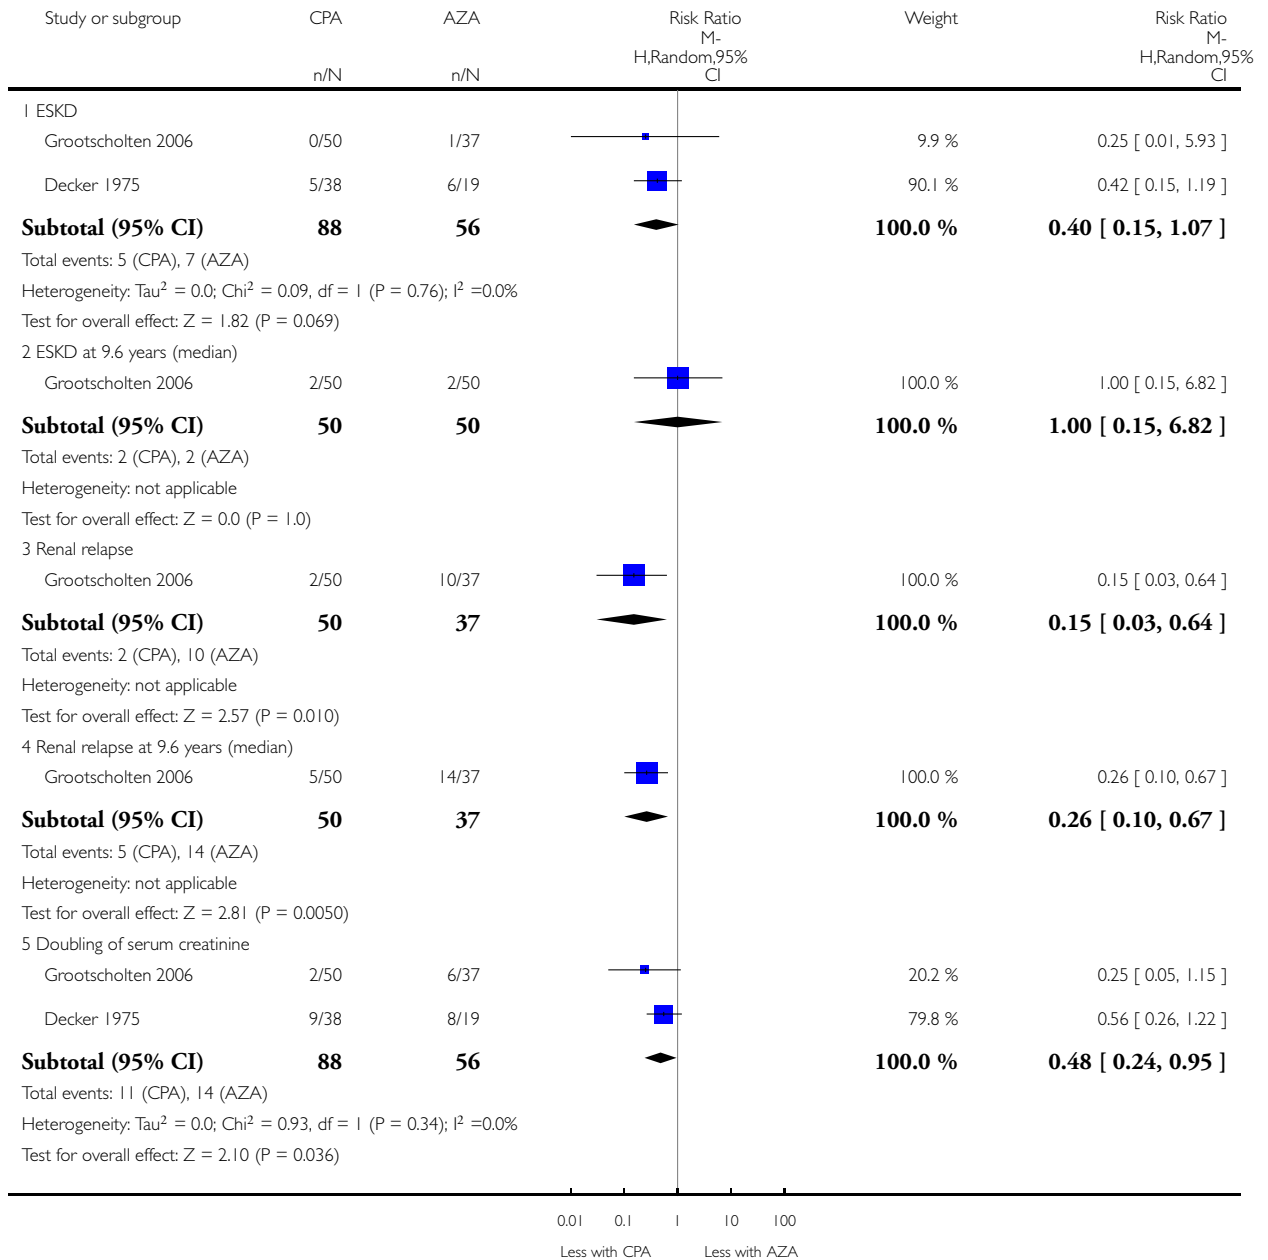 Study or subgroup CPA AZA Risk Ratio Weight Risk Ratio
M- M-
H,Random,95% H,Random,95%
n/N n/N CI CI
1 ESKD
Grootscholten 2006 0/50 1/37 9.9 % 0.25 [ 0.01, 5.93 ]
Decker 1975 5/38 6/19 90.1 % 0.42 [ 0.15, 1.19 ]
Subtotal (95% CI) 88 56 100.0 % 0.40 [ 0.15, 1.07 ]
Total events: 5 (CPA), 7 (AZA)
Heterogeneity: Tau² = 0.0; Chi² = 0.09, df = 1 (P = 0.76); I² =0.0%
Test for overall effect: Z = 1.82 (P = 0.069)
2 ESKD at 9.6 years (median)
Grootscholten 2006 2/50 2/50 100.0 % 1.00 [ 0.15, 6.82 ]
Subtotal (95% CI) 50 50 100.0 % 1.00 [ 0.15, 6.82 ]
Total events: 2 (CPA), 2 (AZA)
Heterogeneity: not applicable
Test for overall effect: Z = 0.0 (P = 1.0)
3 Renal relapse
Grootscholten 2006 2/50 10/37 100.0 % 0.15 [ 0.03, 0.64 ]
Subtotal (95% CI) 50 37 100.0 % 0.15 [ 0.03, 0.64 ]
Total events: 2 (CPA), 10 (AZA)
Heterogeneity: not applicable
Test for overall effect: Z = 2.57 (P = 0.010)
4 Renal relapse at 9.6 years (median)
Grootscholten 2006 5/50 14/37 100.0 % 0.26 [ 0.10, 0.67 ]
Subtotal (95% CI) 50 37 100.0 % 0.26 [ 0.10, 0.67 ]
Total events: 5 (CPA), 14 (AZA)
Heterogeneity: not applicable
Test for overall effect: Z = 2.81 (P = 0.0050)
5 Doubling of serum creatinine
Grootscholten 2006 2/50 6/37 20.2 % 0.25 [ 0.05, 1.15 ]
Decker 1975 9/38 8/19 79.8 % 0.56 [ 0.26, 1.22 ]
Subtotal (95% CI) 88 56 100.0 % 0.48 [ 0.24, 0.95 ]
Total events: 11 (CPA), 14 (AZA)
Heterogeneity: Tau² = 0.0; Chi² = 0.93, df = 1 (P = 0.34); I² =0.0%
Test for overall effect: Z = 2.10 (P = 0.036)
0.01 0.1 1 10 100
Less with CPA Less with AZA